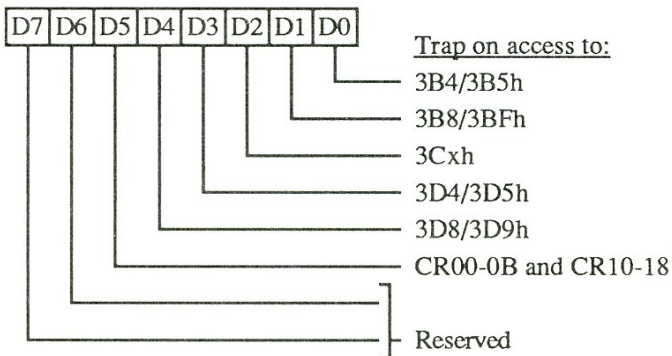 D7 D6 D5 D4 D3 D2 D1 D0
Trap on access to:
3B4/3B5h
3B8/3BFh
3Cxh
3D4/3D5h
3D8/3D9h
CR00-0B and CR10-18
Reserved